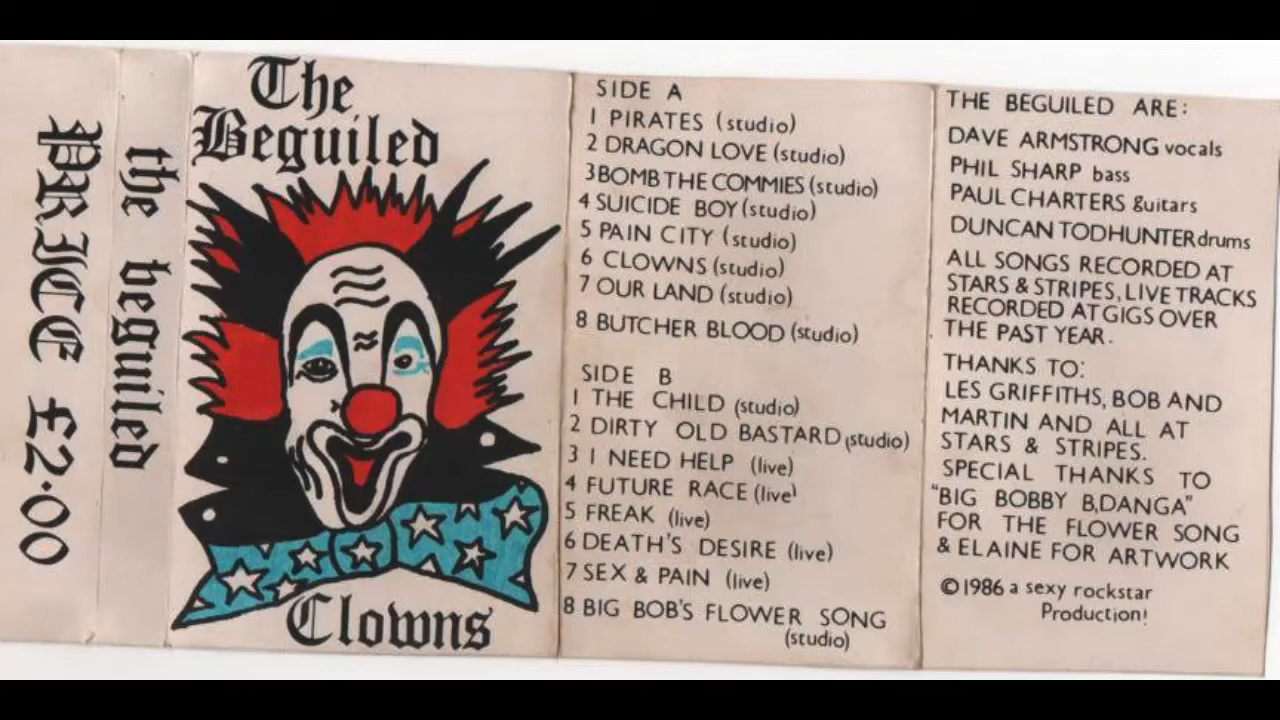 PRICE £2·00
the beguiled
The
Beguiled
Clowns
SIDE A
1 PIRATES (studio)
2 DRAGON LOVE (studio)
3 BOMB THE COMMIES (studio)
4 SUICIDE BOY (studio)
5 PAIN CITY (studio)
6 CLOWNS (studio)
7 OUR LAND (studio)
8 BUTCHER BLOOD (studio)
SIDE B
1 THE CHILD (studio)
2 DIRTY OLD BASTARD (studio)
3 I NEED HELP (live)
4 FUTURE RACE (live)
5 FREAK (live)
6 DEATH'S DESIRE (live)
7 SEX & PAIN (live)
8 BIG BOB'S FLOWER SONG
(studio)
THE BEGUILED ARE:
DAVE ARMSTRONG vocals
PHIL SHARP bass
PAUL CHARTERS guitars
DUNCAN TODHUNTER drums
ALL SONGS RECORDED AT
STARS & STRIPES, LIVE TRACKS
RECORDED AT GIGS OVER
THE PAST YEAR.
THANKS TO:
LES GRIFFITHS, BOB AND
MARTIN AND ALL AT
STARS & STRIPES.
SPECIAL THANKS TO
"BIG BOBBY B,DANGA"
FOR THE FLOWER SONG
& ELAINE FOR ARTWORK
©1986 a sexy rockstar
Production!